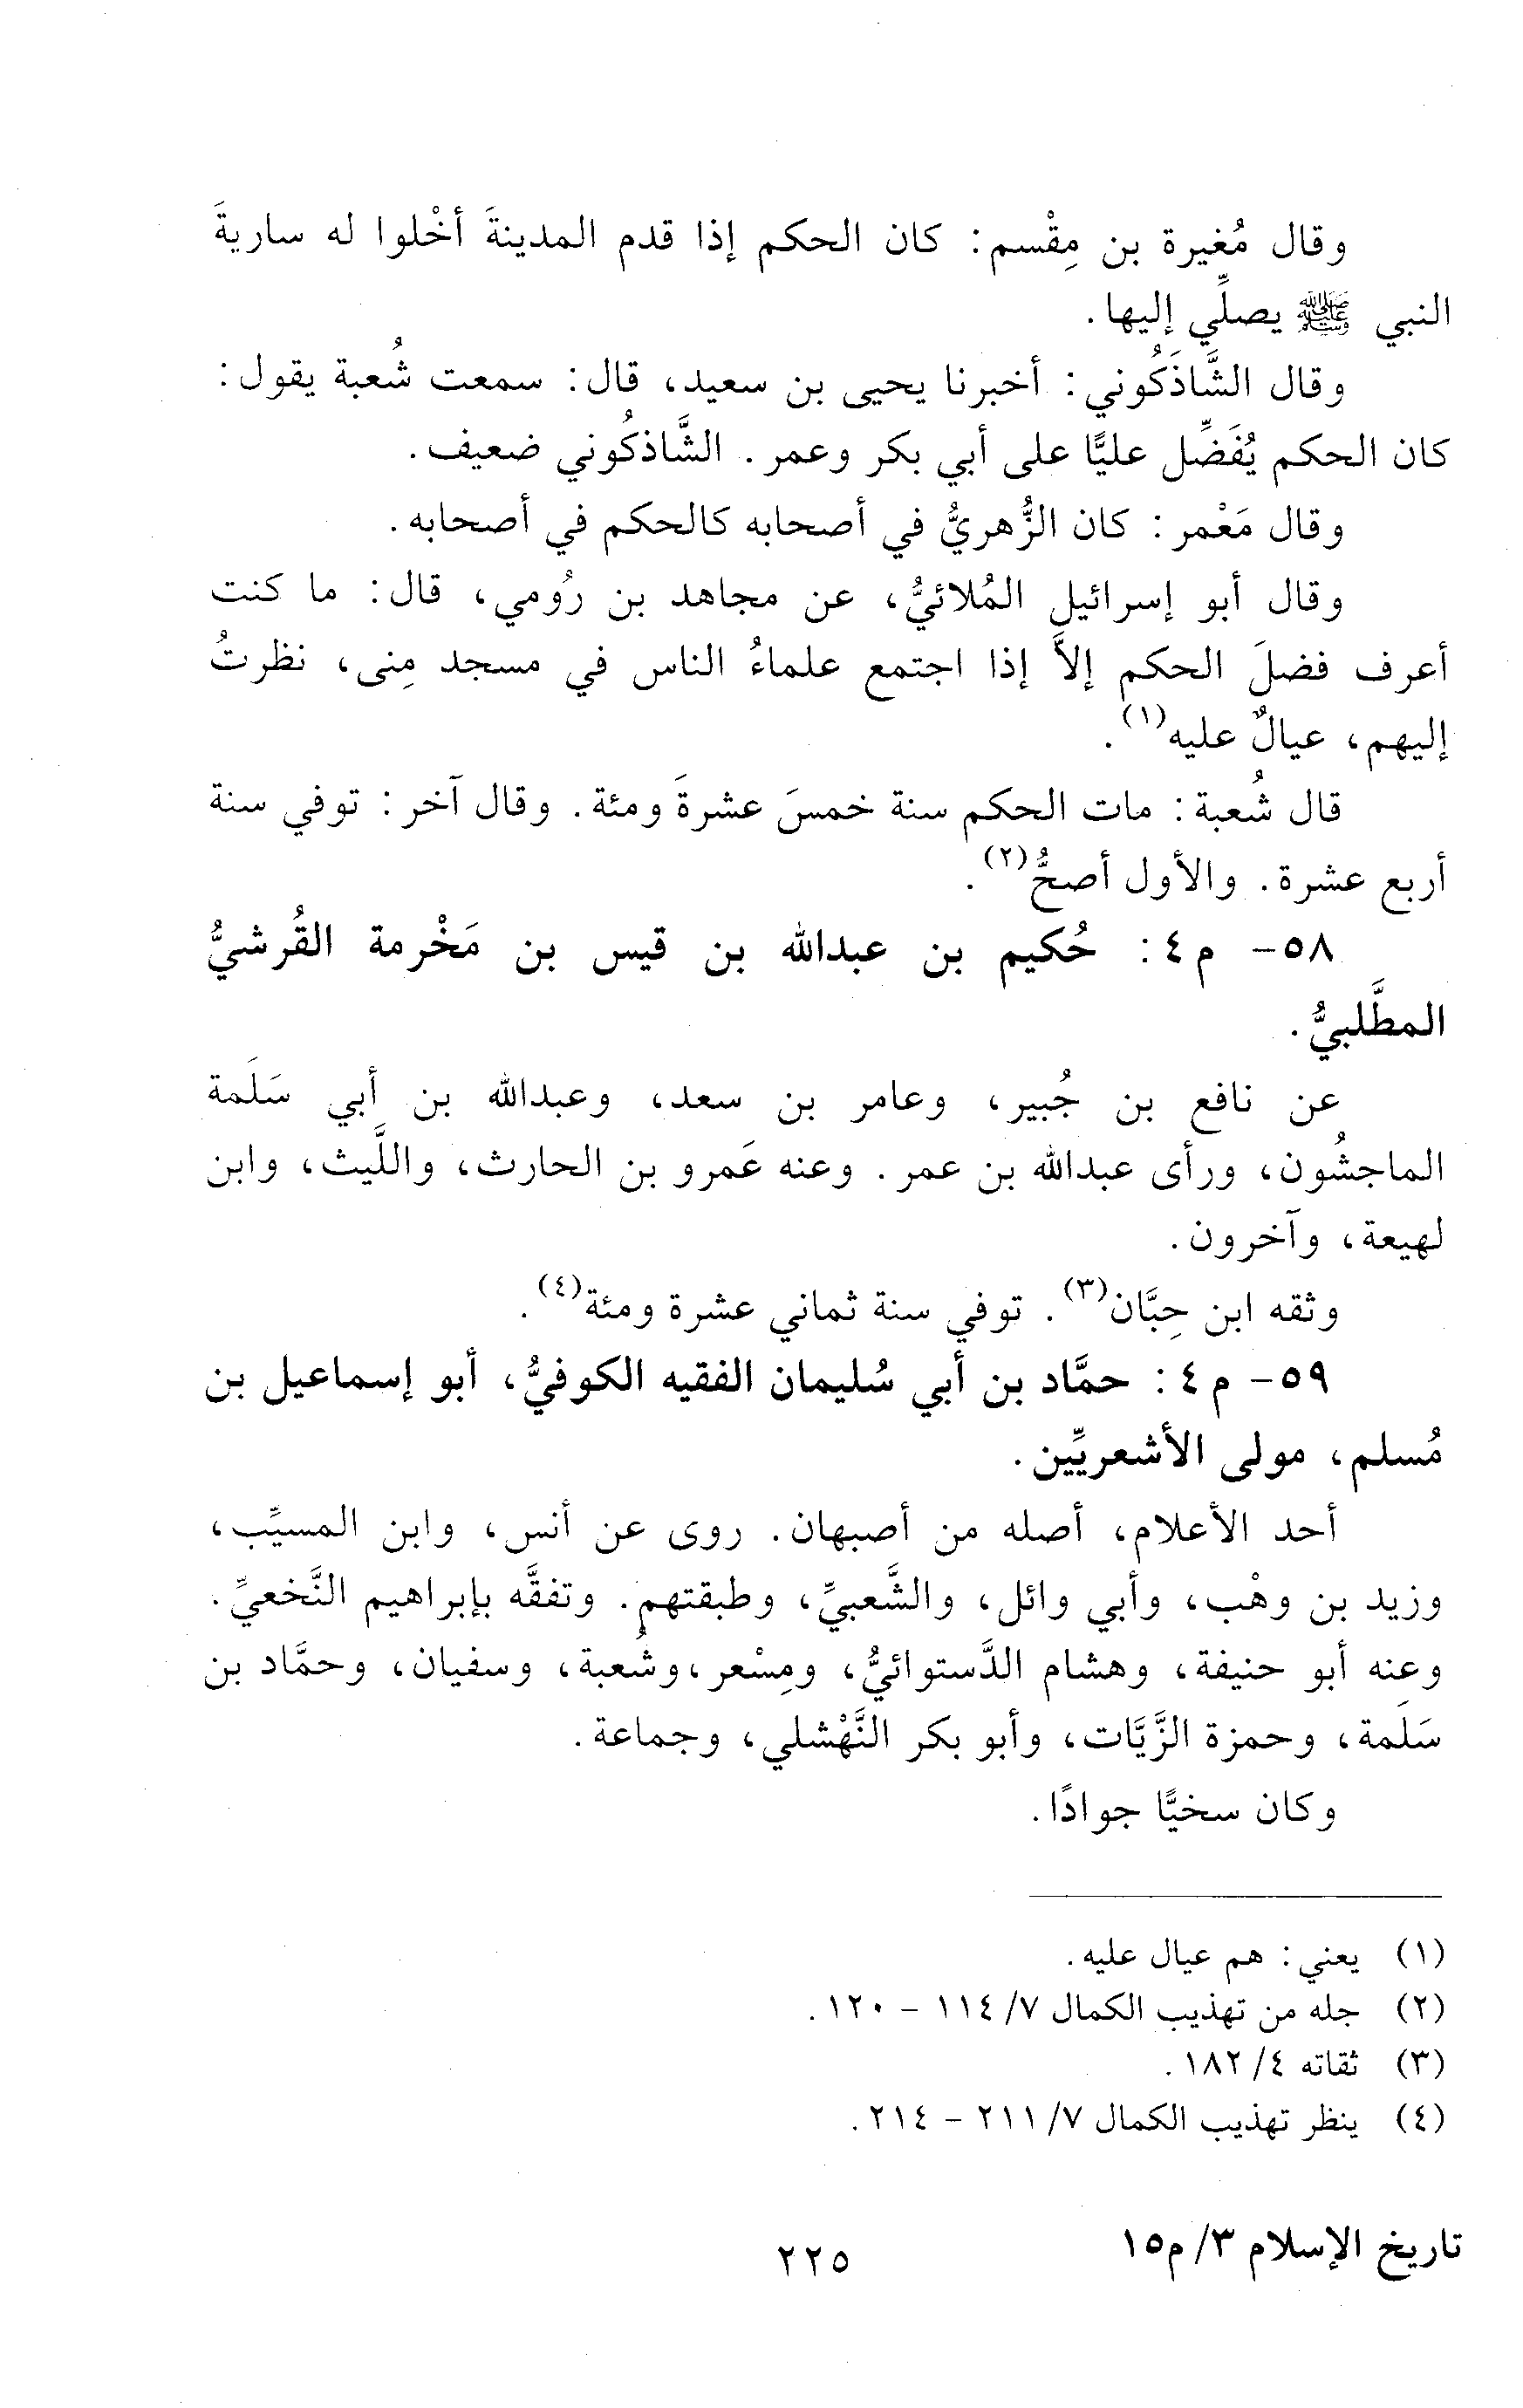 وقال مُغيرة بن مِقْسم: كان الحكم إذا قدم المدينةَ أخْلوا له ساريةَ
النبي ﷺ يصلِّي إليها.
وقال الشَّاذَكُوني: أخبرنا يحيى بن سعيد، قال: سمعت شُعبة يقول:
كان الحكم يُفَضِّل عليًّا على أبي بكر وعمر. الشَّاذكُوني ضعيف.
وقال مَعْمر: كان الزُّهريُّ في أصحابه كالحكم في أصحابه.
وقال أبو إسرائيل المُلائيُّ، عن مجاهد بن رُومي، قال: ما كنت
أعرف فضلَ الحكم إلاَّ إذا اجتمع علماءُ الناس في مسجد مِنى، نظرتُ
إليهم، عيالٌ عليه(١).
قال شُعبة: مات الحكم سنة خمسَ عشرةَ ومئة. وقال آخر: توفي سنة
أربع عشرة. والأول أصحُّ(٢).
٥٨- م٤: حُكيم بن عبدالله بن قيس بن مَخْرمة القُرشيُّ
المطَّلبيُّ.
عن نافع بن جُبير، وعامر بن سعد، وعبدالله بن أبي سَلَمة
الماجشُون، ورأى عبدالله بن عمر. وعنه عَمرو بن الحارث، واللَّيث، وابن
لهيعة، وآخرون.
وثقه ابن حِبَّان(٣). توفي سنة ثماني عشرة ومئة(٤).
٥٩- م٤: حمَّاد بن أبي سُليمان الفقيه الكوفيُّ، أبو إسماعيل بن
مُسلم، مولى الأشعريِّين.
أحد الأعلام، أصله من أصبهان. روى عن أنس، وابن المسيِّب،
وزيد بن وهْب، وأبي وائل، والشَّعبيِّ، وطبقتهم. وتفقَّه بإبراهيم النَّخعيِّ.
وعنه أبو حنيفة، وهشام الدَّستوائيُّ، ومِسْعر، وشُعبة، وسفيان، وحمَّاد بن
سَلَمة، وحمزة الزَّيَّات، وأبو بكر النَّهْشلي، وجماعة.
وكان سخيًّا جوادًا.
(١) يعني: هم عيال عليه.
(٢) جله من تهذيب الكمال ٧/ ١١٤ - ١٢٠.
(٣) ثقاته ٤/ ١٨٢.
(٤) ينظر تهذيب الكمال ٧/ ٢١١ - ٢١٤.
تاريخ الإسلام ٣/ م١٥
٢٢٥